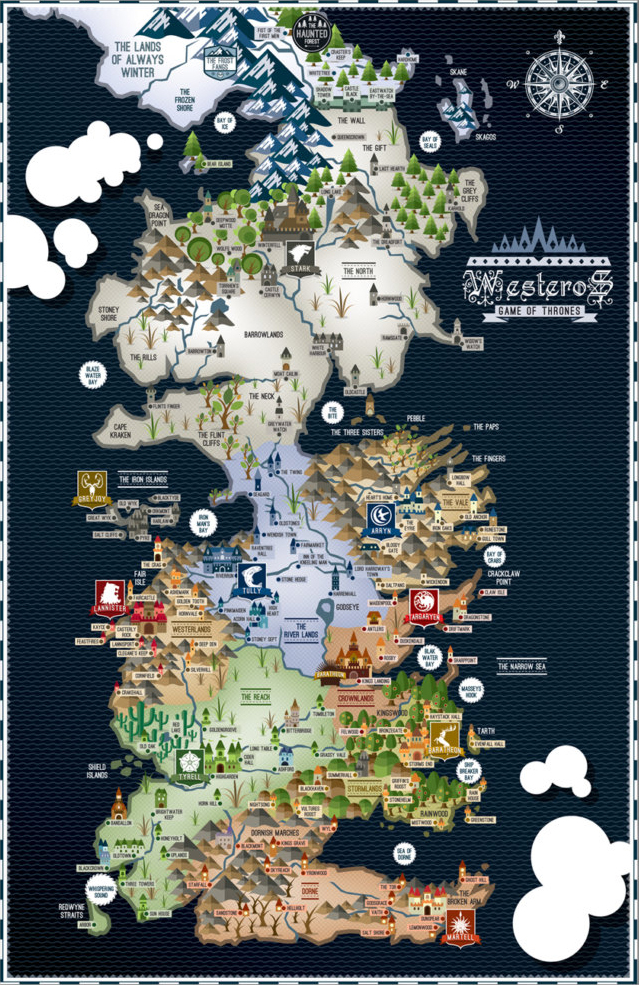 THE LANDS
OF ALWAYS
WINTER
THE FROST
FANGS
FIST OF THE
FIRST MEN
THE
HAUNTED
FOREST
CRASTER'S
KEEP
WHITETREE
HARDHOME
SKANE
SKAGOS
W
E
S
THE
FROZEN
SHORE
SHADOW
TOWER
CASTLE
BLACK
EASTWATCH
BY-THE-SEA
BAY OF
ICE
THE WALL
QUEENSCROWN
THE GIFT
BAY OF
SEALS
BEAR ISLAND
LAST HEARTH
LONG LAKE
THE
GREY
CLIFFS
KARHOLD
SEA
DRAGON
POINT
DEEPWOOD
MOTTE
WOLFS WOOD
WINTERFELL
THE DREADFORT
STARK
THE NORTH
TORRHEN'S
SQUARE
CASTLE
CERWYN
HORNWOOD
Westeros
GAME OF THRONES
STONEY
SHORE
BARROWLANDS
RAMSGATE
WIDOW'S
WATCH
THE RILLS
BARROWTON
WHITE
HARBOUR
BLAZE
WATER
BAY
MOAT CAILIN
OLDCASTLE
FLINTS FINGER
THE NECK
THE
BITE
CAPE
KRAKEN
THE FLINT
CLIFFS
GREYWATER
WATCH
THE THREE SISTERS
PEBBLE
THE PAPS
THE FINGERS
THE IRON ISLANDS
GREYJOY
THE TWINS
SEAGARD
HEART'S HOME
LONGBOW
HALL
THE VALE
OLD WYK
BLACKTYDE
GREAT WYK
ORKMONT
HARLAW
SALT CLIFFS
PYKE
IRON
MAN'S
BAY
OLDSTONES
ARRYN
THE
EYRIE
IRON OAKS
OLD ANCHOR
RUNESTONE
GULL TOWN
WENDISH TOWN
FAIRMARKET
BLOODY
GATE
THE CRAG
RAVENTREE
HALL
INN OF THE
KNEELING MAN
BAY OF
CRABS
FAIR
ISLE
RIVERRUN
LORD HARROWAY'S
TOWN
CRACKCLAW
POINT
FAIRCASTLE
ASHEMARK
TULLY
STONE HEDGE
SALTPANS
CLAW ISLE
LANNISTER
GOLDEN TOOTH
HARRENHALL
MAIDENPOOL
TARGARYEN
DRAGONSTONE
HORNVALE
PINKMAIDEN
HIGH
HEART
GODSEYE
DRIFTMARK
KAYCE
CASTERLY
ROCK
ACORN HALL
ANTLERS
FEASTFIRES
LANNISPORT
WESTERLANDS
STONEY SEPT
THE
RIVER LANDS
DUSKENDALE
CLEGANE'S KEEP
DEEP DEN
ROSBY
BLAK
WATER
BAY
SHARPPOINT
THE NARROW SEA
CORNFIELD
SILVERHILL
BARATHEON
KINGS LANDING
CRAKEHALL
THE REACH
CROWNLANDS
MASSEYS
HOOK
TUMBLETON
KINGSWOOD
HAYSTACK HALL
RED
LAKE
GOLDENGROVE
BITTERBRIDGE
FELWOOD
BRONZEGATE
TARTH
OLD OAK
LONG TABLE
GRASSY VALE
BARATHEON
EVENFALL HALL
SHIELD
ISLANDS
TYRELL
CIDER
HALL
HIGHGARDEN
ASHFORD
STORMS END
SHIP
BREAKER
BAY
SUMMERHALL
GRIFFIN'S
ROOST
BLACKHAVEN
STORMLANDS
HORN HILL
NIGHTSONG
STONEHELM
RAIN
HOUSE
BRIGHTWATER
KEEP
VULTURES
ROOST
RAINWOOD
BANDALLON
MISTWOOD
GREENSTONE
WYL
DORNISH MARCHES
HONEYHOLT
KINGS GRAVE
OLDTOWN
UPLANDS
BLACKMONT
SEA OF
DORNE
BLACKCROWN
SKYREACH
YRONWOOD
THREE TOWERS
STARFALL
THE TOR
GHOST HILL
WHISPERING
SOUND
DORNE
THE
BROKEN ARM
REDWYNE
STRAITS
SUN HOUSE
SANDSTONE
HELLHOLT
GODSGRACE
VAITH
SUNSPEAR
ARBOR
SALT SHORE
LEMONWOOD
MARTELL